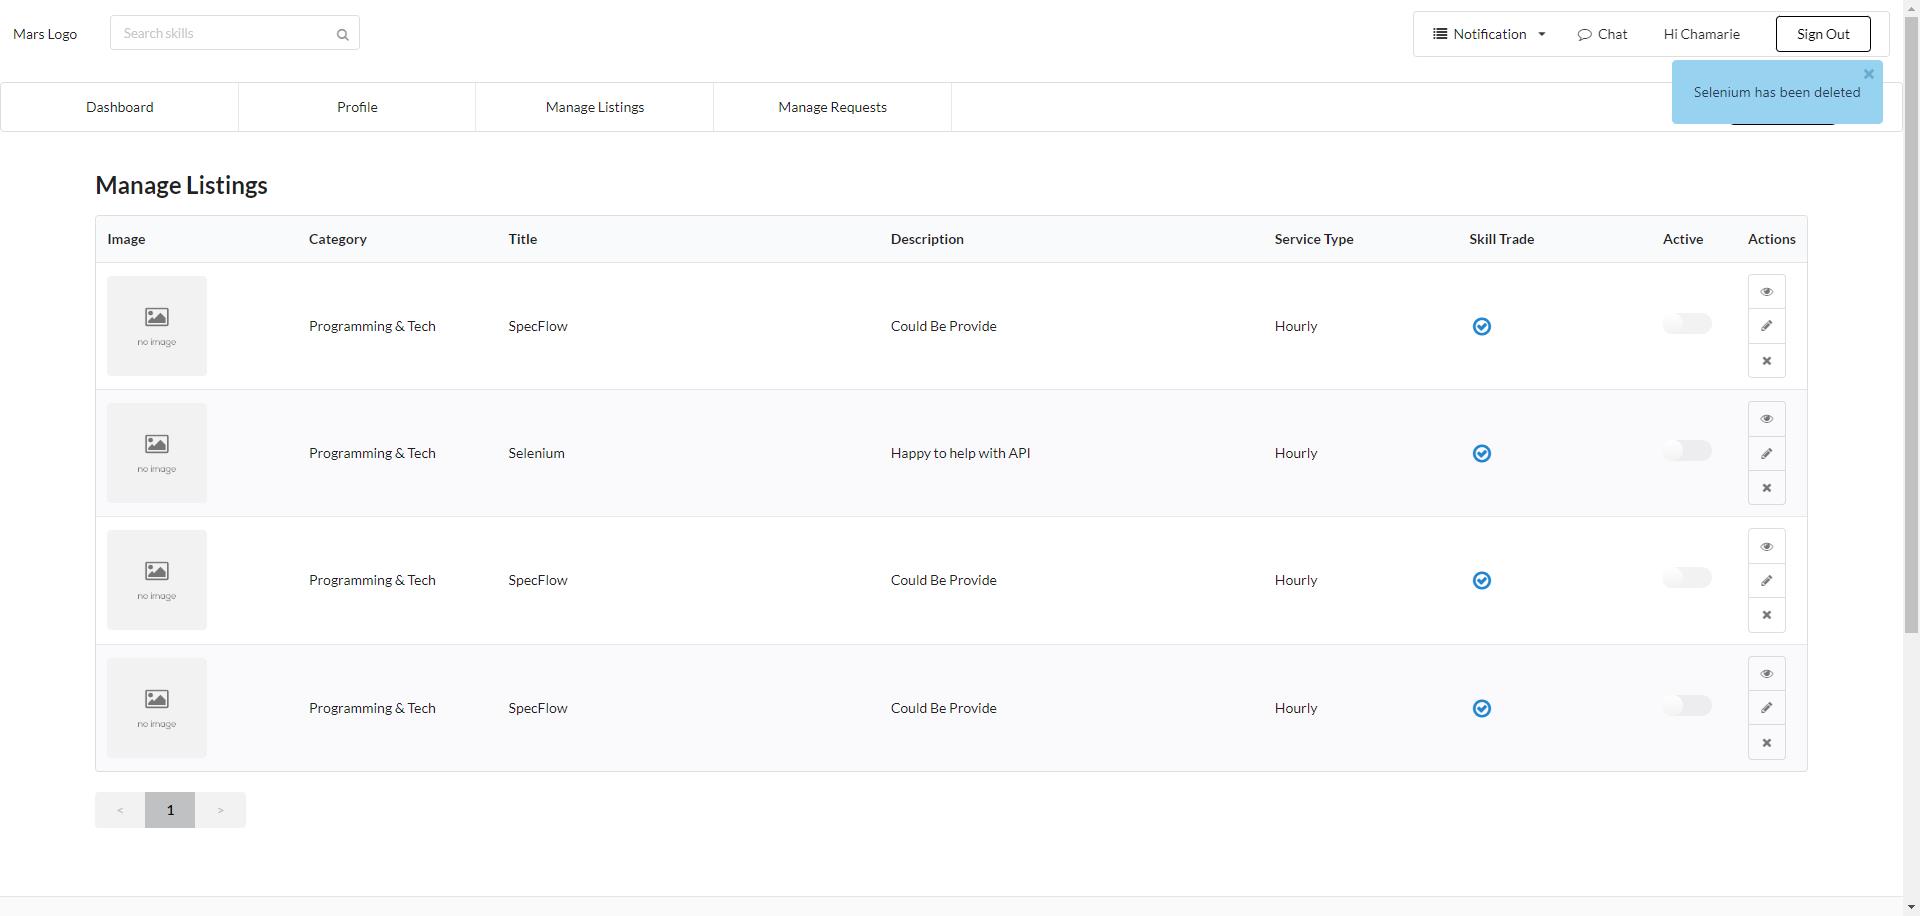 Mars Logo
Search skills
Notification
Chat
Hi Chamarie
Sign Out
Selenium has been deleted
Dashboard
Profile
Manage Listings
Manage Requests
Manage Listings
Image Category Title Description Service Type Skill Trade Active Actions
no image
Programming & Tech SpecFlow Could Be Provide Hourly
no image
Programming & Tech Selenium Happy to help with API Hourly
no image
Programming & Tech SpecFlow Could Be Provide Hourly
no image
Programming & Tech SpecFlow Could Be Provide Hourly
< 1 >